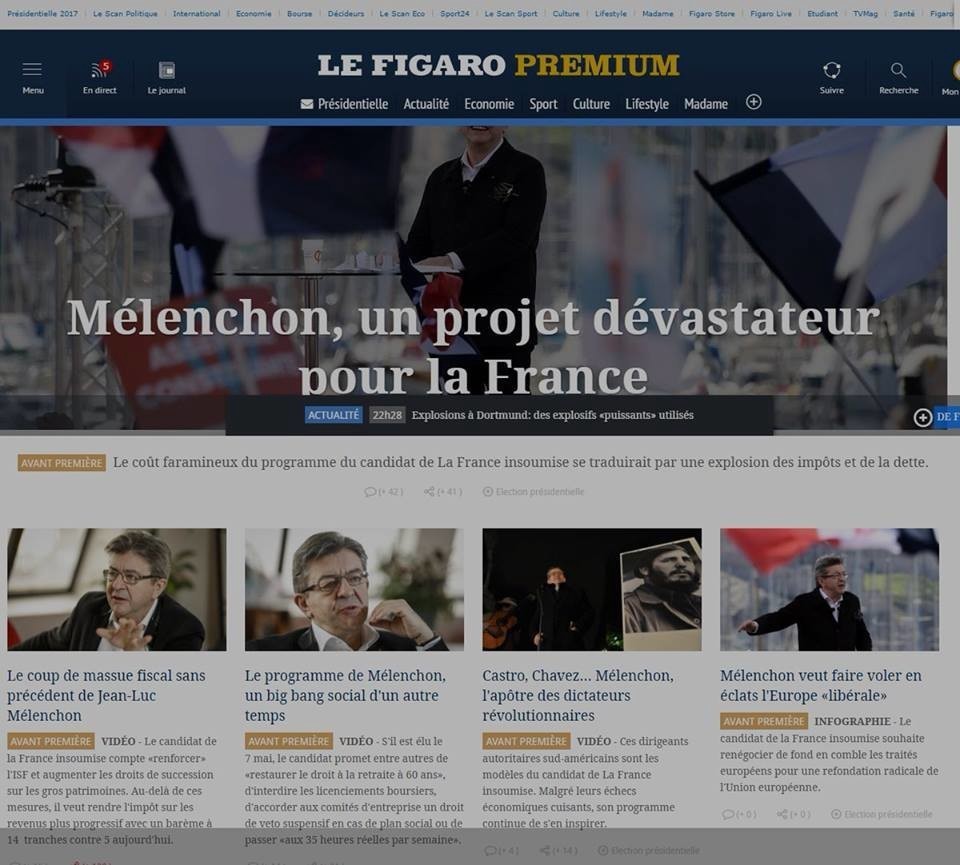 Présidentielle 2017 Le Scan Politique International Economie Bourse Décideurs Le Scan Eco Sport24 Le Scan Sport Culture Lifestyle Madame Figaro Store Figaro Live Etudiant TVMag Santé Figaro
5
LE FIGARO PREMIUM
Menu En direct Le journal Suivre Recherche Mon
Présidentielle Actualité Economie Sport Culture Lifestyle Madame
Mélenchon, un projet dévastateur
pour la France
ACTUALITÉ 22h28 Explosions à Dortmund: des explosifs «puissants» utilisés
DE F
AVANT PREMIÈRE Le coût faramineux du programme du candidat de La France insoumise se traduirait par une explosion des impôts et de la dette.
(+ 42 ) (+ 41 ) Election présidentielle
Le coup de massue fiscal sans
précédent de Jean-Luc
Mélenchon
AVANT PREMIÈRE VIDÉO - Le candidat de
la France insoumise compte «renforcer»
l'ISF et augmenter les droits de succession
sur les gros patrimoines. Au-delà de ces
mesures, il veut rendre l'impôt sur les
revenus plus progressif avec un barème à
14 tranches contre 5 aujourd'hui.
Le programme de Mélenchon,
un big bang social d'un autre
temps
AVANT PREMIÈRE VIDÉO - S'il est élu le
7 mai, le candidat promet entre autres de
«restaurer le droit à la retraite à 60 ans»,
d'interdire les licenciements boursiers,
d'accorder aux comités d'entreprise un droit
de veto suspensif en cas de plan social ou de
passer «aux 35 heures réelles par semaine».
Castro, Chavez... Mélenchon,
l'apôtre des dictateurs
révolutionnaires
AVANT PREMIÈRE VIDÉO - Ces dirigeants
autoritaires sud-américains sont les
modèles du candidat de La France
insoumise. Malgré leurs échecs
économiques cuisants, son programme
continue de s'en inspirer.
(+ 4 ) (+ 14 ) Election présidentielle
Mélenchon veut faire voler en
éclats l'Europe «libérale»
AVANT PREMIÈRE INFOGRAPHIE - Le
candidat de la France insoumise souhaite
renégocier de fond en comble les traités
européens pour une refondation radicale de
l'Union européenne.
(+ 0 ) (+ 0 ) Election présidentielle